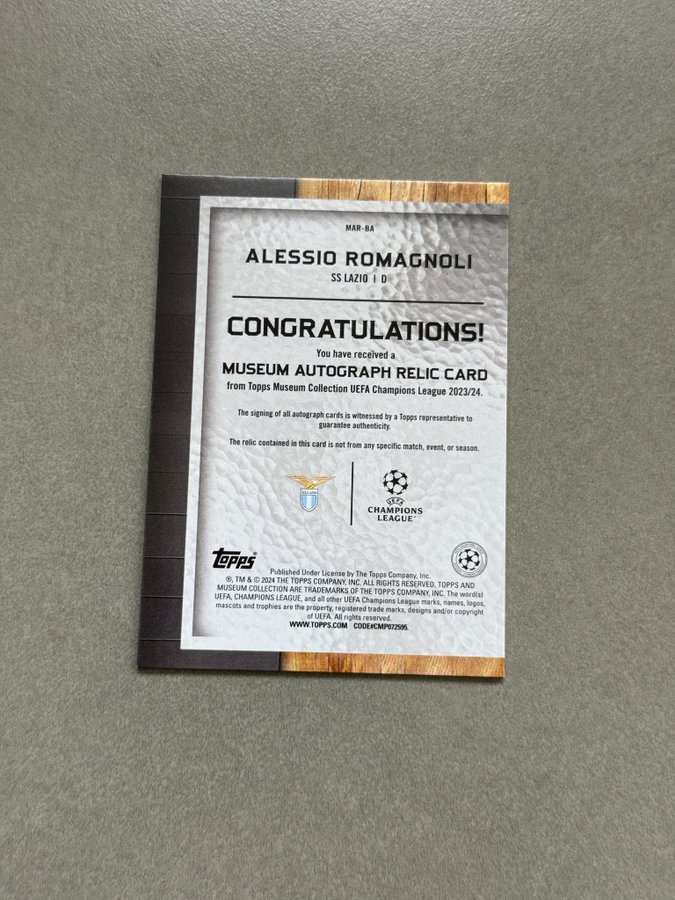 MAR-BA
ALESSIO ROMAGNOLI
SS LAZIO | D
CONGRATULATIONS!
You have received a
MUSEUM AUTOGRAPH RELIC CARD
from Topps Museum Collection UEFA Champions League 2023/24.
The signing of all autograph cards is witnessed by a Topps representative to
guarantee authenticity.
The relic contained in this card is not from any specific match, event, or season.
UEFA
CHAMPIONS
LEAGUE
Topps
Published Under License by The Topps Company, Inc.
®, TM & © 2024 THE TOPPS COMPANY, INC. ALL RIGHTS RESERVED. TOPPS AND
MUSEUM COLLECTION ARE TRADEMARKS OF THE TOPPS COMPANY, INC. The word(s)
UEFA, CHAMPIONS LEAGUE, and all other UEFA Champions League marks, names, logos,
mascots and trophies are the property, registered trade marks, designs and/or copyright
of UEFA. All rights reserved.
WWW.TOPPS.COM CODE#CMP072595.